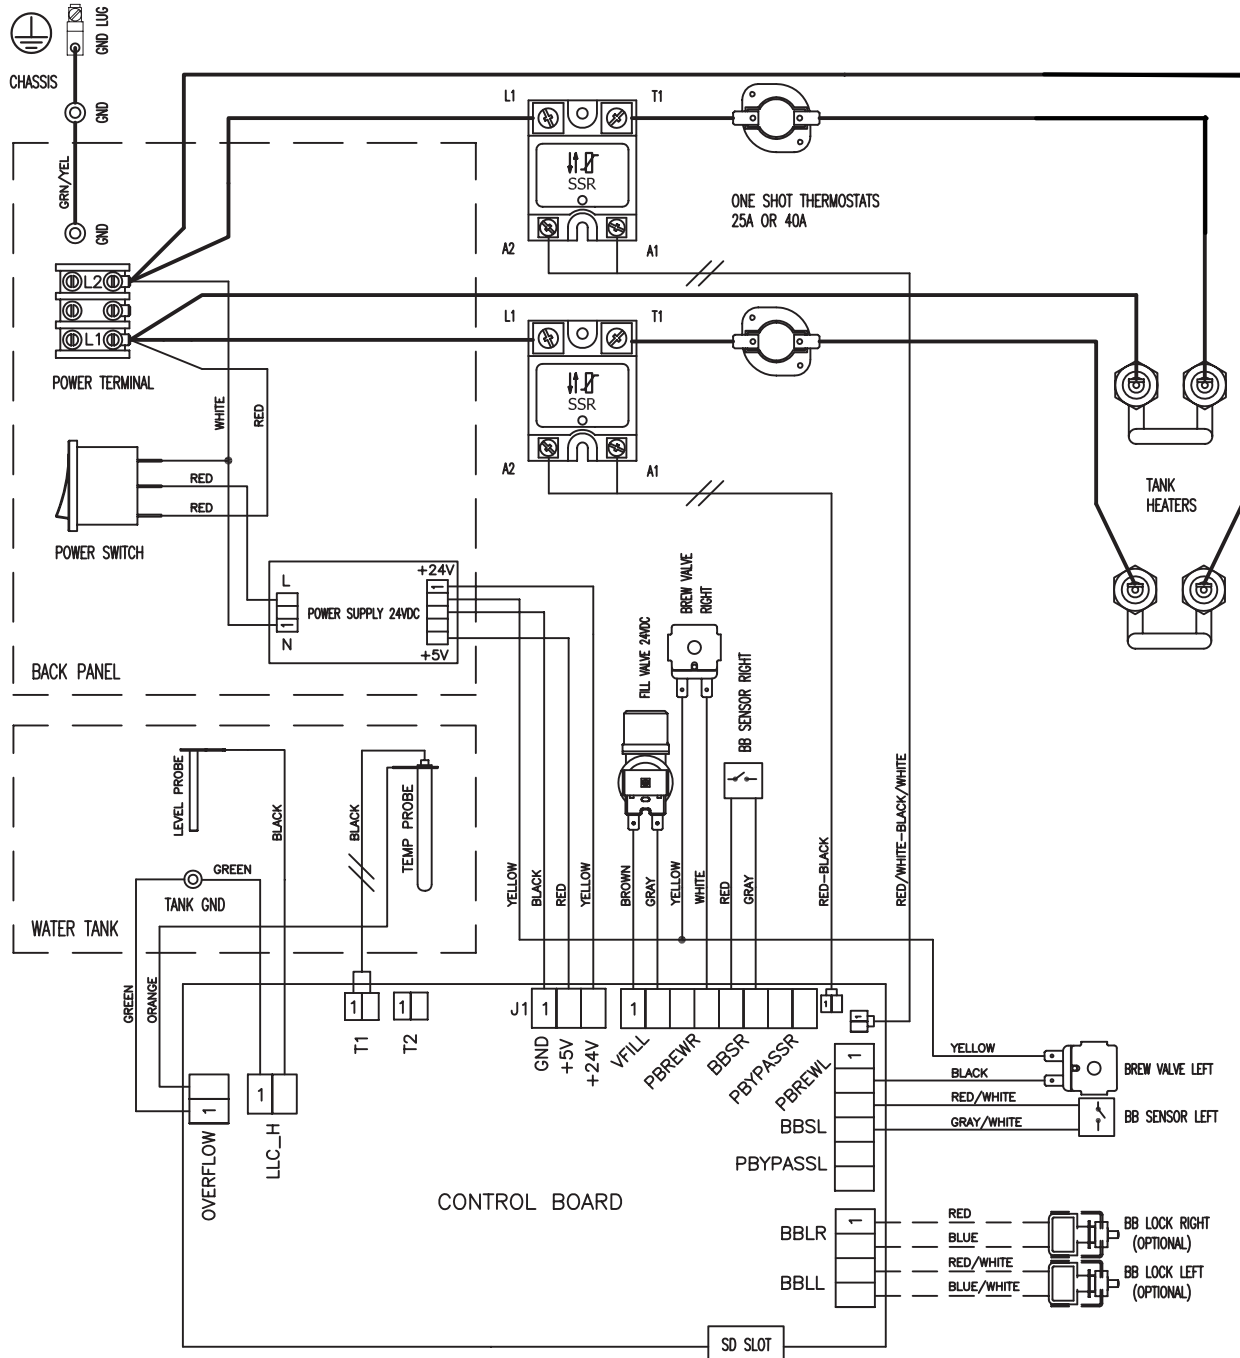 GND LUG
CHASSIS
GND
GRN/YEL
GND
L2
L1
POWER TERMINAL
WHITE
RED
RED
RED
POWER SWITCH
L1
T1
SSR
A2
A1
ONE SHOT THERMOSTATS
25A OR 40A
L1
T1
SSR
A2
A1
TANK
HEATERS
L
N
1
POWER SUPPLY 24VDC
+24V
1
+5V
BACK PANEL
LEVEL PROBE
BLACK
BLACK
TEMP PROBE
GREEN
TANK GND
WATER TANK
GREEN
ORANGE
FILL VALVE 24VDC
BREW VALVE
RIGHT
BB SENSOR RIGHT
YELLOW
BLACK
RED
YELLOW
BROWN
GRAY
YELLOW
WHITE
RED
GRAY
RED-BLACK
RED/WHITE-BLACK/WHITE
1
T1
1
T2
J1
1
GND
+5V
+24V
1
VFILL
PBREWR
BBSR
PBYPASSR
1
1
PBREWL
1
BBSL
PBYPASSL
1
OVERFLOW
1
LLC_H
YELLOW
BLACK
RED/WHITE
GRAY/WHITE
BREW VALVE LEFT
BB SENSOR LEFT
CONTROL BOARD
BBLR
1
BBLL
RED
BLUE
RED/WHITE
BLUE/WHITE
BB LOCK RIGHT
(OPTIONAL)
BB LOCK LEFT
(OPTIONAL)
SD SLOT